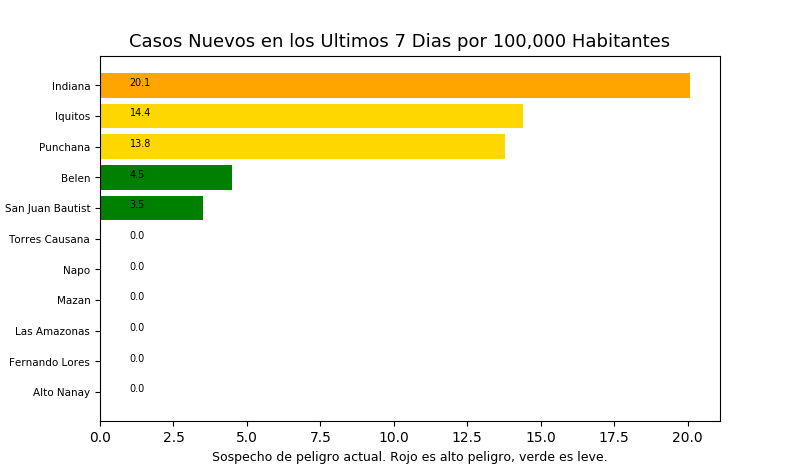 Casos Nuevos en los Ultimos 7 Dias por 100,000 Habitantes
Indiana 20.1
Iquitos 14.4
Punchana 13.8
Belen 4.5
San Juan Bautist 3.5
Torres Causana 0.0
Napo 0.0
Mazan 0.0
Las Amazonas 0.0
Fernando Lores 0.0
Alto Nanay 0.0
0.0 2.5 5.0 7.5 10.0 12.5 15.0 17.5 20.0
Sospecho de peligro actual. Rojo es alto peligro, verde es leve.